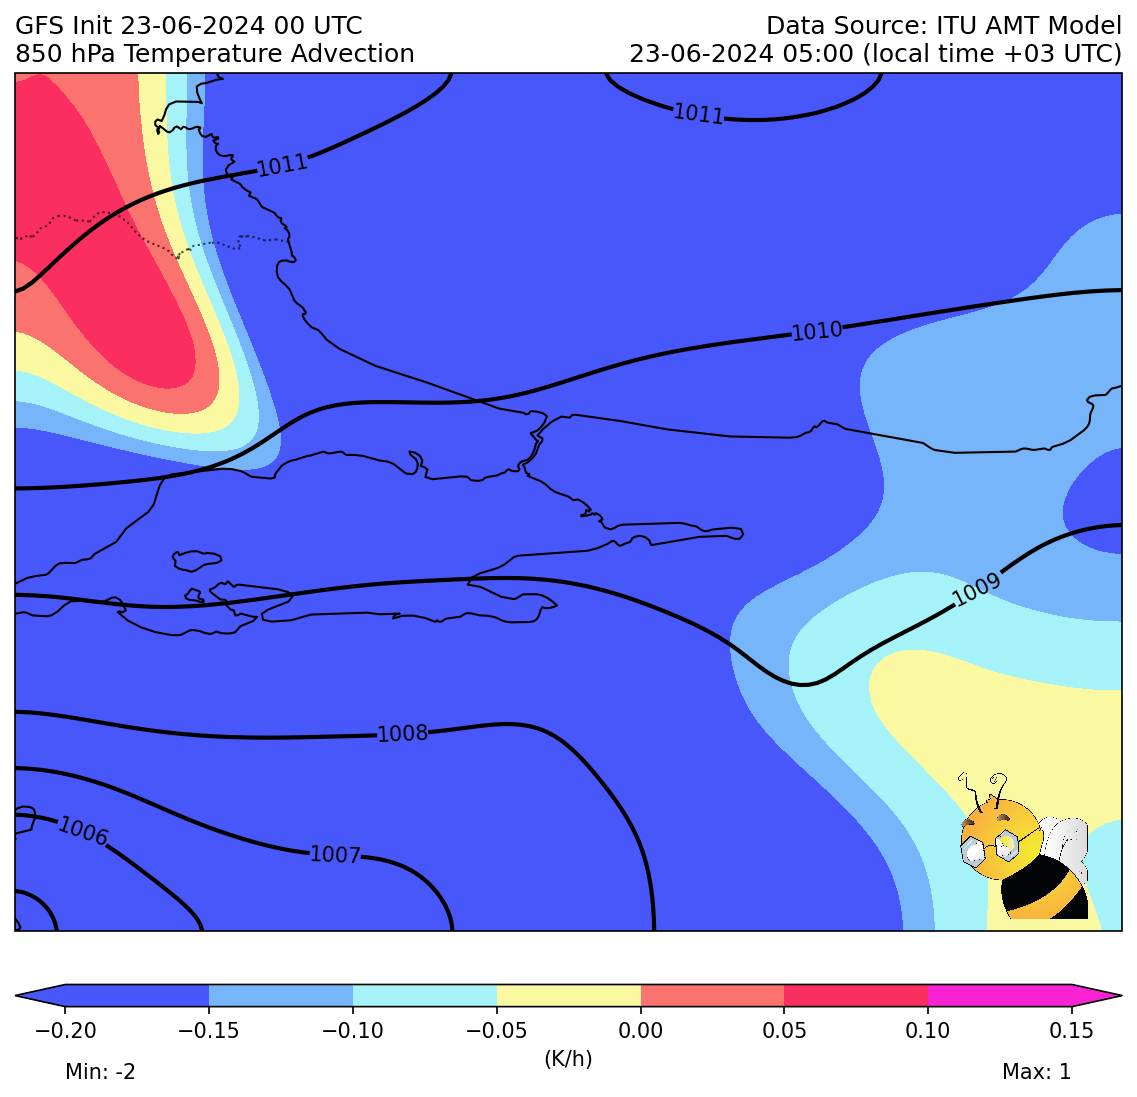 GFS Init 23-06-2024 00 UTC
Data Source: ITU AMT Model
850 hPa Temperature Advection
23-06-2024 05:00 (local time +03 UTC)
1011
1011
1010
1009
1008
1007
1006
−0.20 −0.15 −0.10 −0.05 0.00 0.05 0.10 0.15
(K/h)
Min: -2
Max: 1